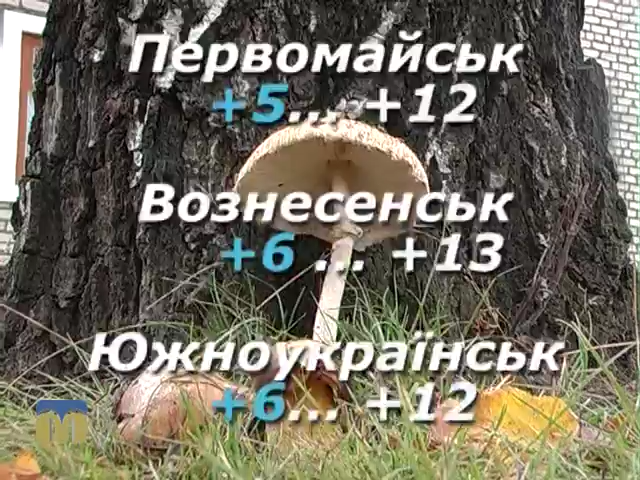 Первомайськ
+5... +12
Вознесенськ
+6 ... +13
Южноукраїнськ
+6... +12